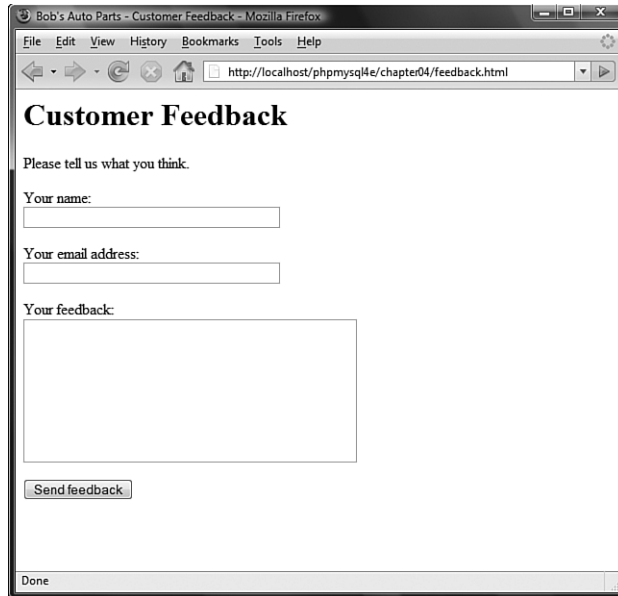 Bob's Auto Parts - Customer Feedback - Mozilla Firefox
File Edit View History Bookmarks Tools Help
http://localhost/phpmysql4e/chapter04/feedback.html
Customer Feedback
Please tell us what you think.
Your name:
Your email address:
Your feedback:
Send feedback
Done